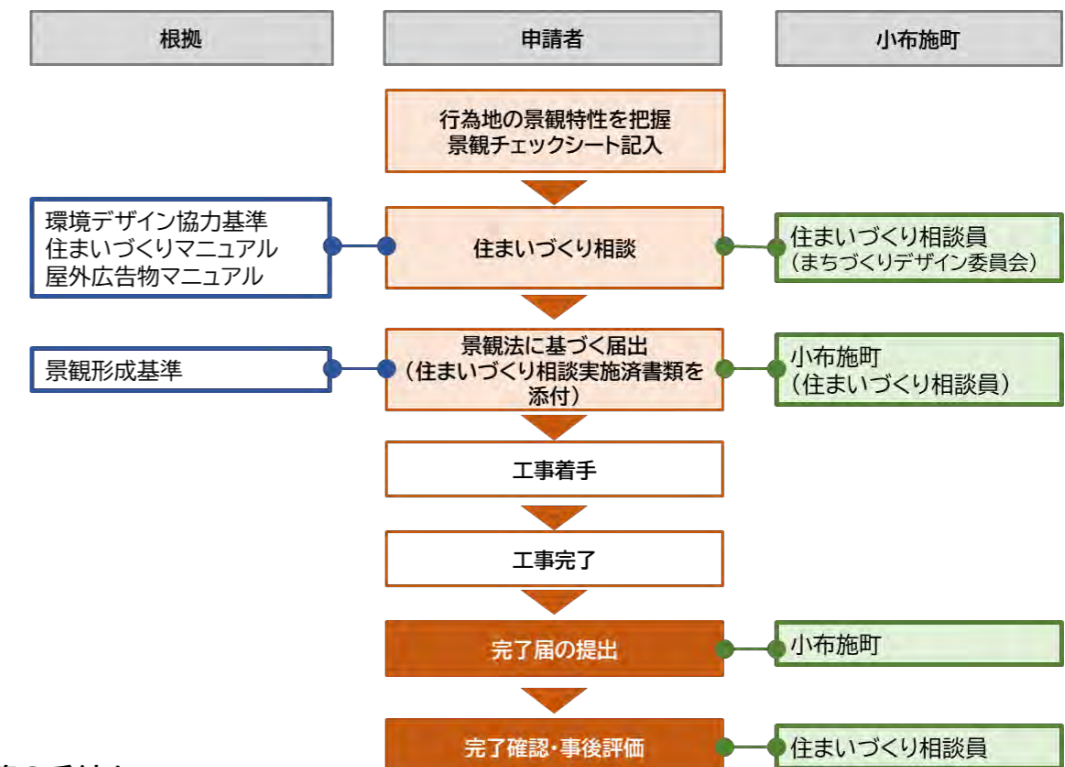 根拠
申請者
小布施町
行為地の景観特性を把握
景観チェックシート記入
環境デザイン協力基準
住まいづくりマニュアル
屋外広告物マニュアル
住まいづくり相談
住まいづくり相談員
(まちづくりデザイン委員会)
景観形成基準
景観法に基づく届出
(住まいづくり相談実施済書類を
添付)
小布施町
(住まいづくり相談員)
工事着手
工事完了
完了届の提出
小布施町
完了確認・事後評価
住まいづくり相談員